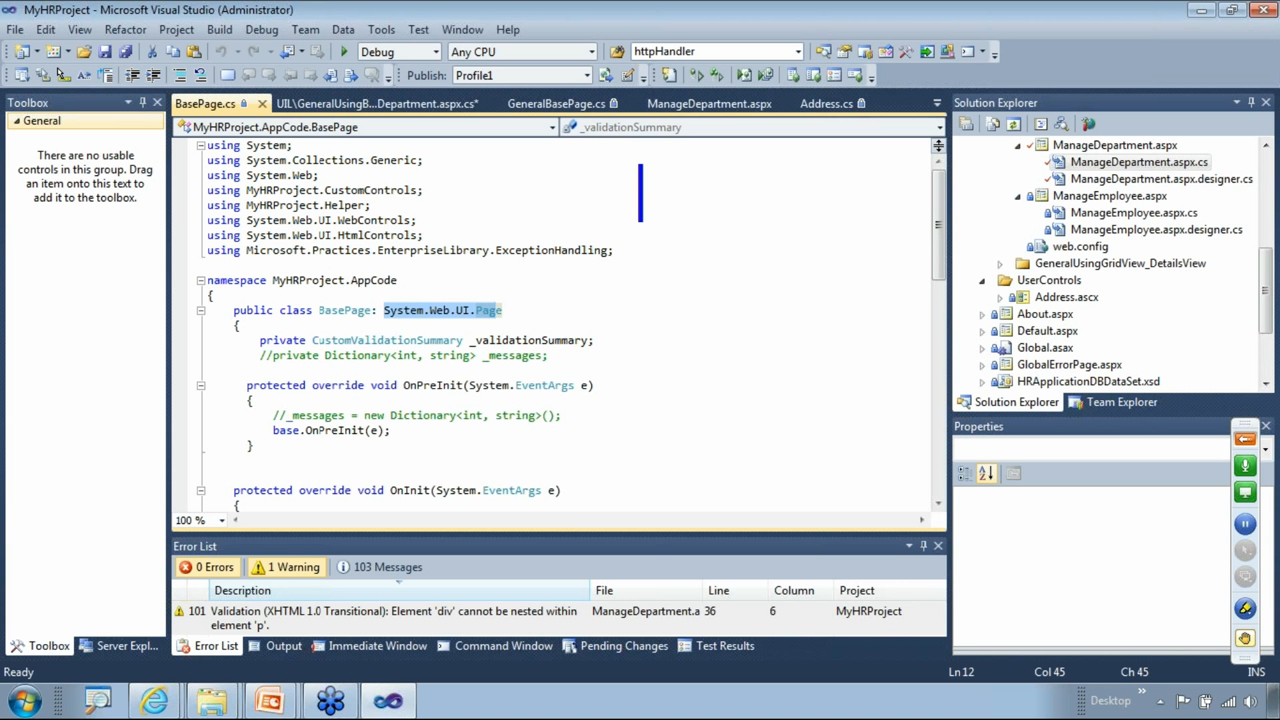 MyHRProject - Microsoft Visual Studio (Administrator)
File Edit View Refactor Project Build Debug Team Data Tools Test Window Help
Debug Any CPU httpHandler
Publish: Profile1
Toolbox
General
There are no usable
controls in this group. Drag
an item onto this text to
add it to the toolbox.
BasePage.cs UIL\GeneralUsingB...Department.aspx.cs* GeneralBasePage.cs ManageDepartment.aspx Address.cs
MyHRProject.AppCode.BasePage _validationSummary
using System;
using System.Collections.Generic;
using System.Web;
using MyHRProject.CustomControls;
using MyHRProject.Helper;
using System.Web.UI.WebControls;
using System.Web.UI.HtmlControls;
using Microsoft.Practices.EnterpriseLibrary.ExceptionHandling;
namespace MyHRProject.AppCode
{
public class BasePage: System.Web.UI.Page
{
private CustomValidationSummary _validationSummary;
//private Dictionary<int, string> _messages;
protected override void OnPreInit(System.EventArgs e)
{
//_messages = new Dictionary<int, string>();
base.OnPreInit(e);
}
protected override void OnInit(System.EventArgs e)
{
100 %
Solution Explorer
ManageDepartment.aspx
ManageDepartment.aspx.cs
ManageDepartment.aspx.designer.cs
ManageEmployee.aspx
ManageEmployee.aspx.cs
ManageEmployee.aspx.designer.cs
web.config
GeneralUsingGridView_DetailsView
UserControls
Address.ascx
About.aspx
Default.aspx
Global.asax
GlobalErrorPage.aspx
HRApplicationDBDataSet.xsd
Solution Explorer Team Explorer
Properties
Error List
0 Errors 1 Warning 103 Messages
Description File Line Column Project
101 Validation (XHTML 1.0 Transitional): Element 'div' cannot be nested within ManageDepartment.a 36 6 MyHRProject
element 'p'.
Toolbox Server Expl... Error List Output Immediate Window Command Window Pending Changes Test Results
Ready Ln 12 Col 45 Ch 45 INS
Desktop